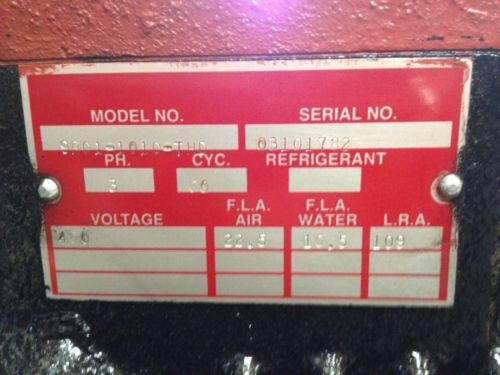 MODEL NO. SERIAL NO.
03101782
PH. CYC. REFRIGERANT
3
F.L.A. F.L.A.
VOLTAGE AIR WATER L.R.A.
22.5 109